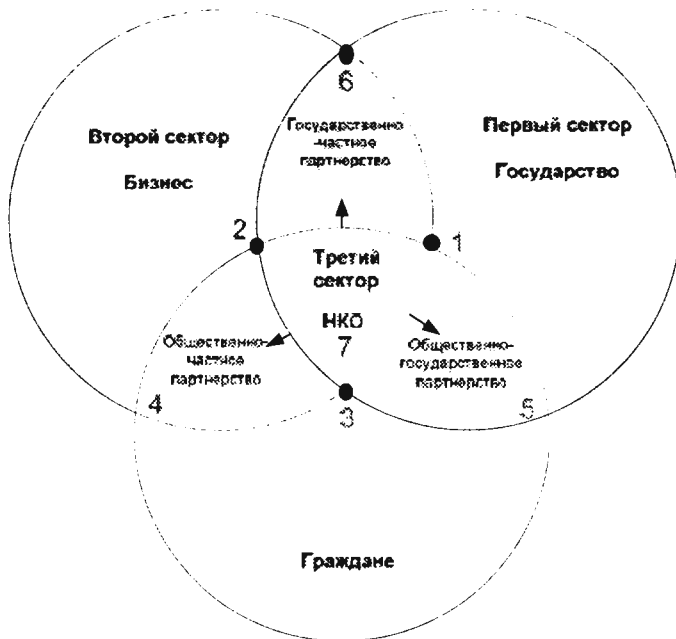 6
Второй сектор
Бизнес
Государственно
-частное
партнерство
Первый сектор
Государство
2
1
Третий
сектор
НКО
7
Общественно-
частное
партнерство
Общественно-
государственное
партнерство
4
3
5
Граждане